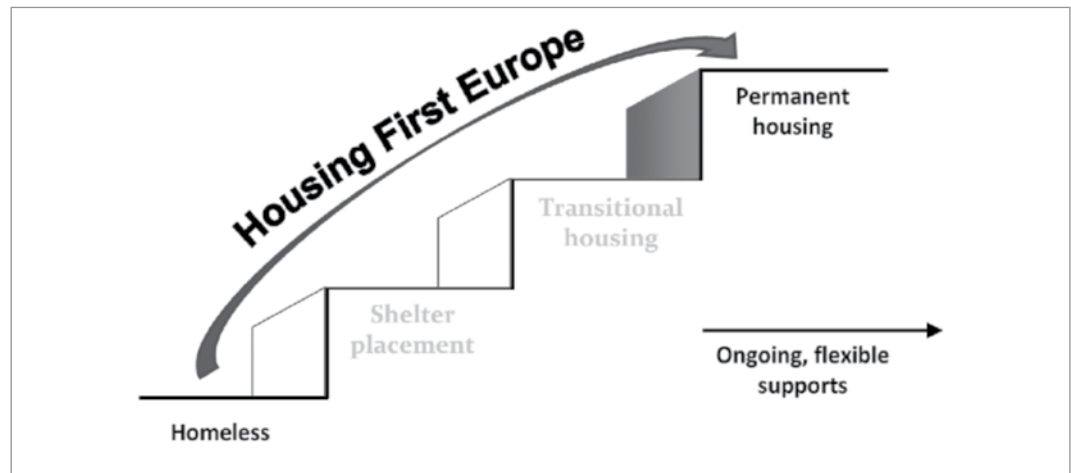 Housing First Europe
Permanent
housing
Transitional
housing
Shelter
placement
Ongoing, flexible
supports
Homeless